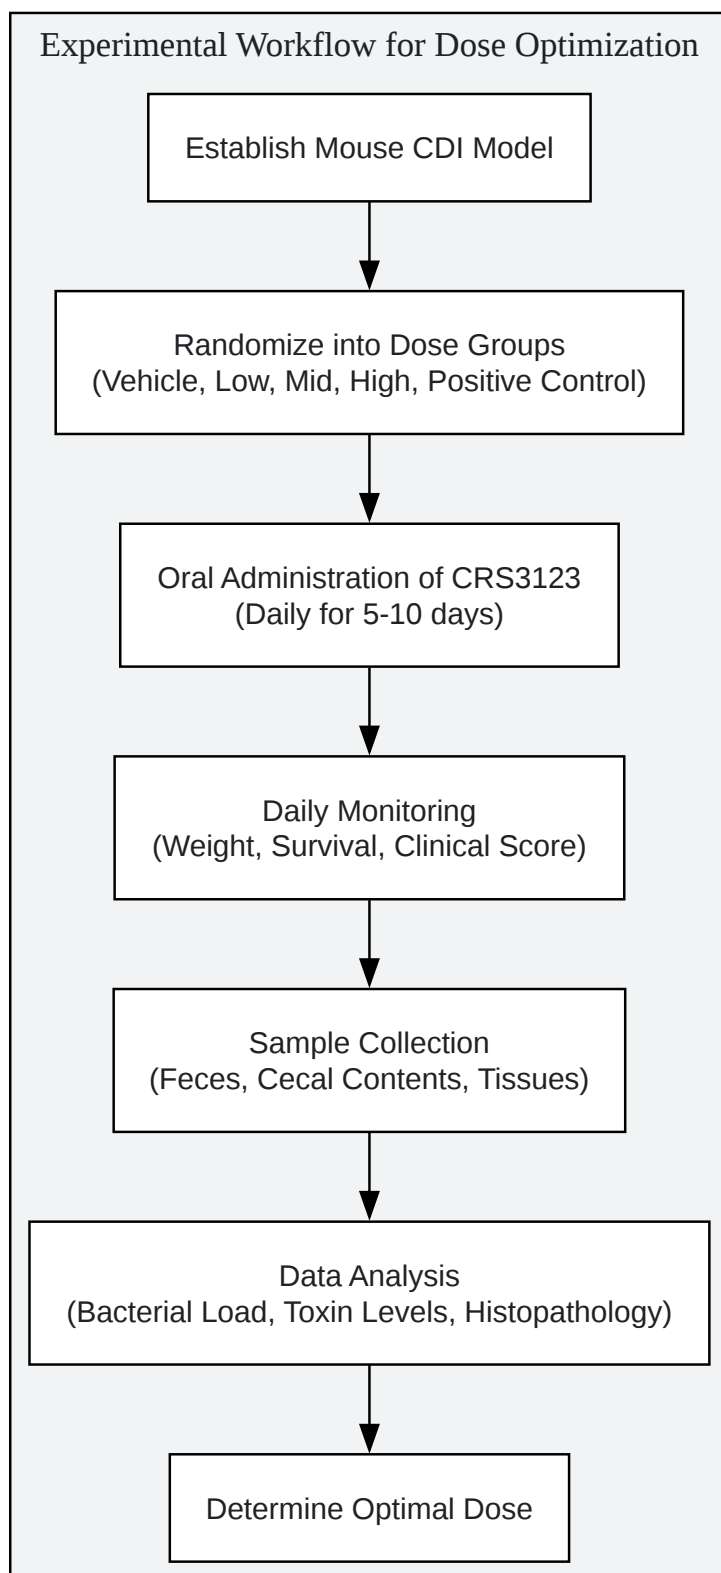 Experimental Workflow for Dose Optimization
Establish Mouse CDI Model
Randomize into Dose Groups
(Vehicle, Low, Mid, High, Positive Control)
Oral Administration of CRS3123
(Daily for 5-10 days)
Daily Monitoring
(Weight, Survival, Clinical Score)
Sample Collection
(Feces, Cecal Contents, Tissues)
Data Analysis
(Bacterial Load, Toxin Levels, Histopathology)
Determine Optimal Dose